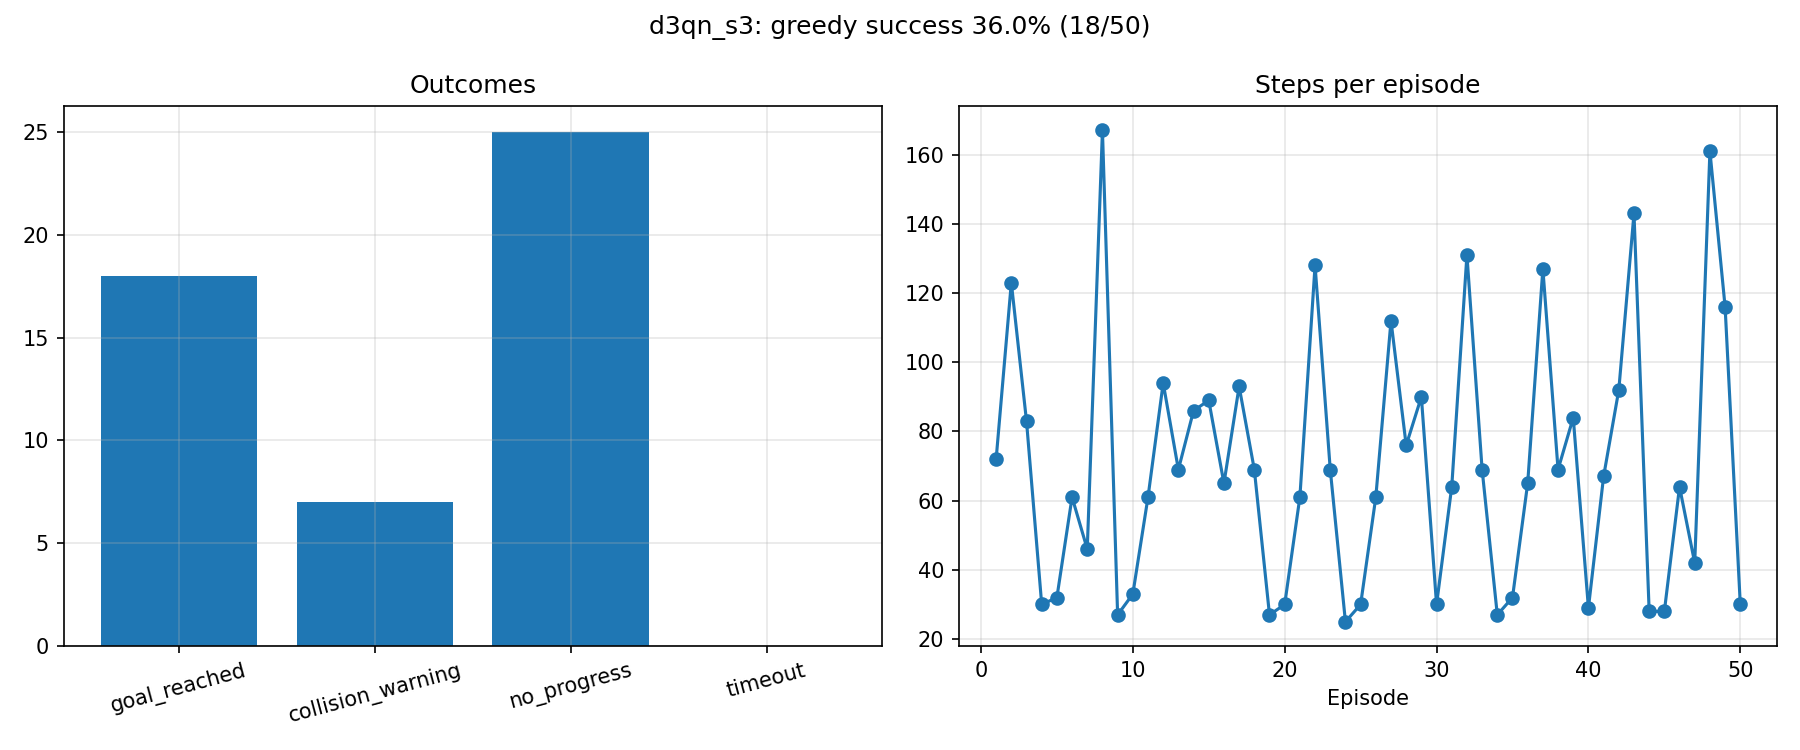 d3qn_s3: greedy success 36.0% (18/50)
Outcomes
25
20
15
10
5
0
goal_reached
collision_warning
no_progress
timeout
Steps per episode
160
140
120
100
80
60
40
20
0
10
20
30
40
50
Episode